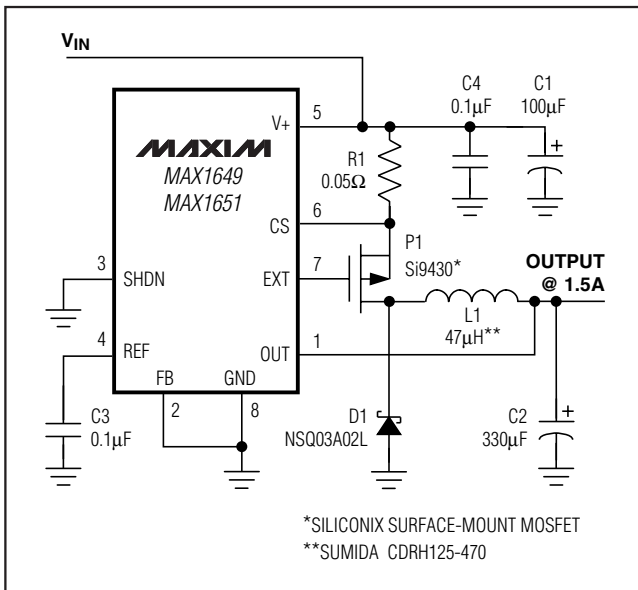 VIN
C4
0.1µF
C1
100µF
5
V+
MAXIM
MAX1649
MAX1651
R1
0.05Ω
+
6
CS
P1
Si9430*
3
SHDN
7
EXT
OUTPUT
@ 1.5A
L1
47µH**
4
REF
1
OUT
FB
GND
2
8
C3
0.1µF
D1
NSQ03A02L
C2
330µF
+
*SILICONIX SURFACE-MOUNT MOSFET
**SUMIDA CDRH125-470